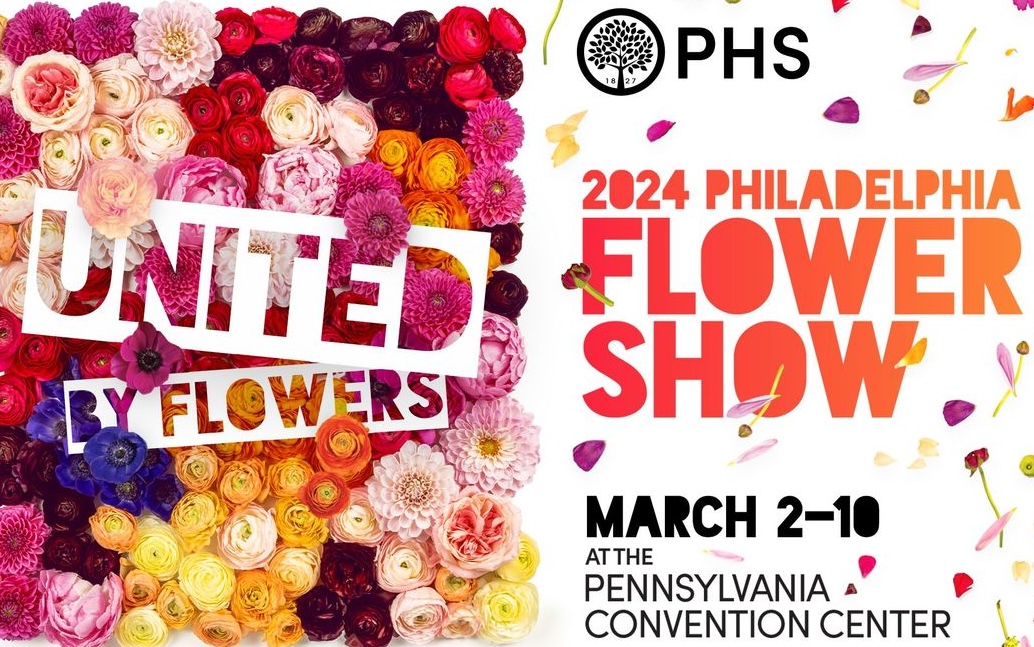 UNITED
BY FLOWERS
18 27
PHS
2024 PHILADELPHIA
FLOWER
SHOW
MARCH 2–10
AT THE
PENNSYLVANIA
CONVENTION CENTER